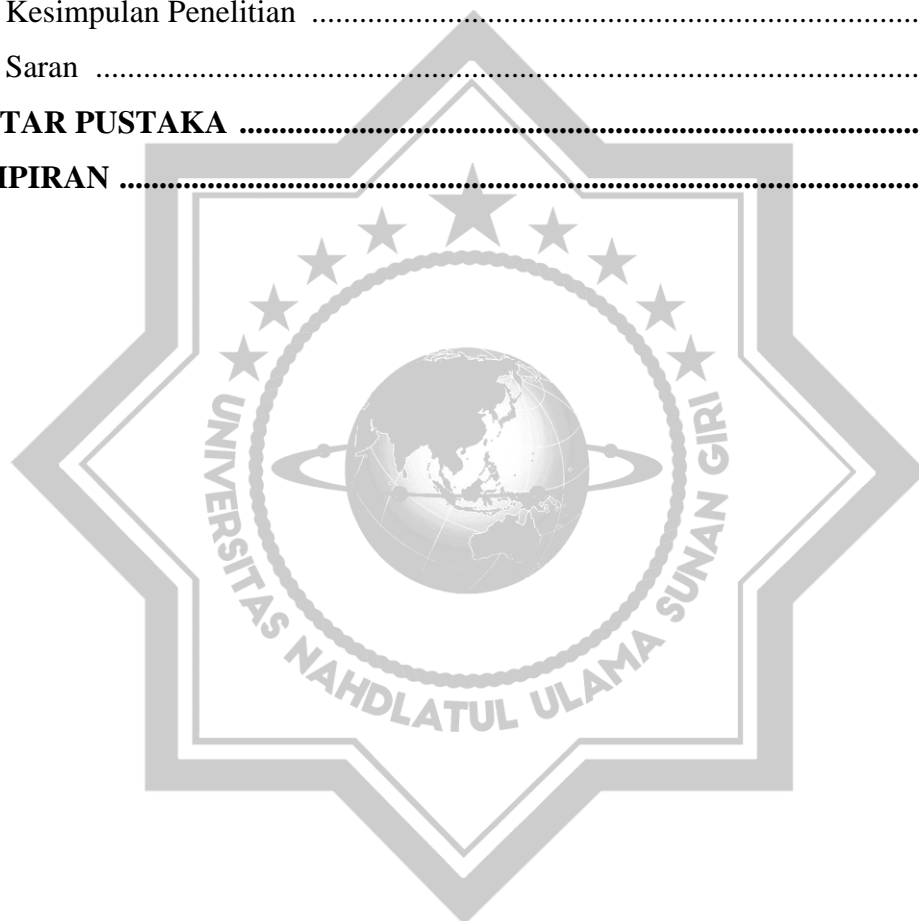 Kesimpulan Penelitian ........................................................................
Saran ................................................................................................
TAR PUSTAKA ..............................................................................
IPIRAN ...........................................................................................
UNIVERSITAS NAHDLATUL ULAMA SUNAN GIRI